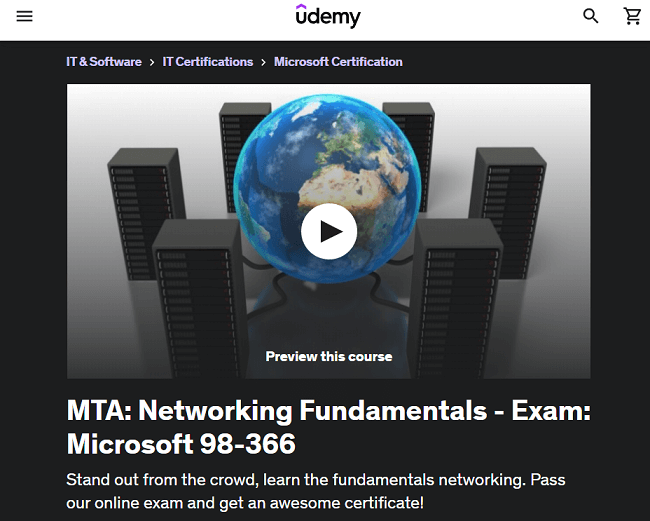 udemy
IT & Software > IT Certifications > Microsoft Certification
Preview this course
MTA: Networking Fundamentals - Exam:
Microsoft 98-366
Stand out from the crowd, learn the fundamentals networking. Pass
our online exam and get an awesome certificate!